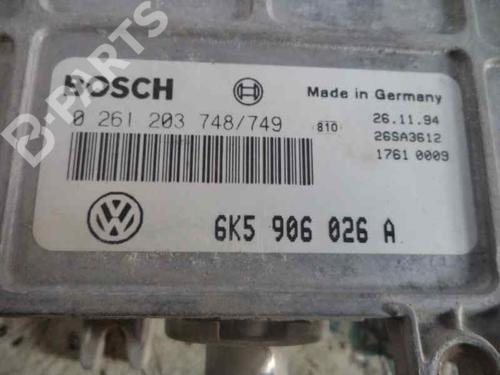 B-PARTS
BOSCH
Made in Germany
0 261 203 748/749
810
26.11.94
26SA3612
1761 0009
VW
6K5 906 026 A